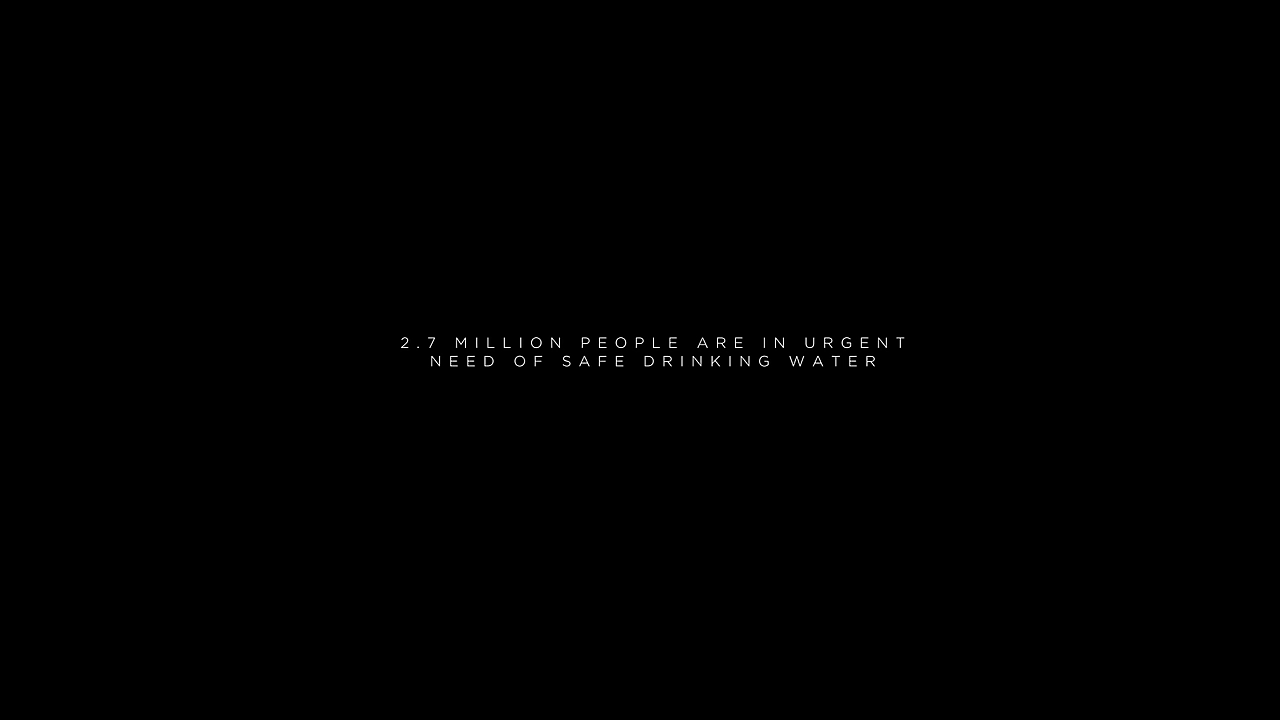 2.7 MILLION PEOPLE ARE IN URGENT
NEED OF SAFE DRINKING WATER